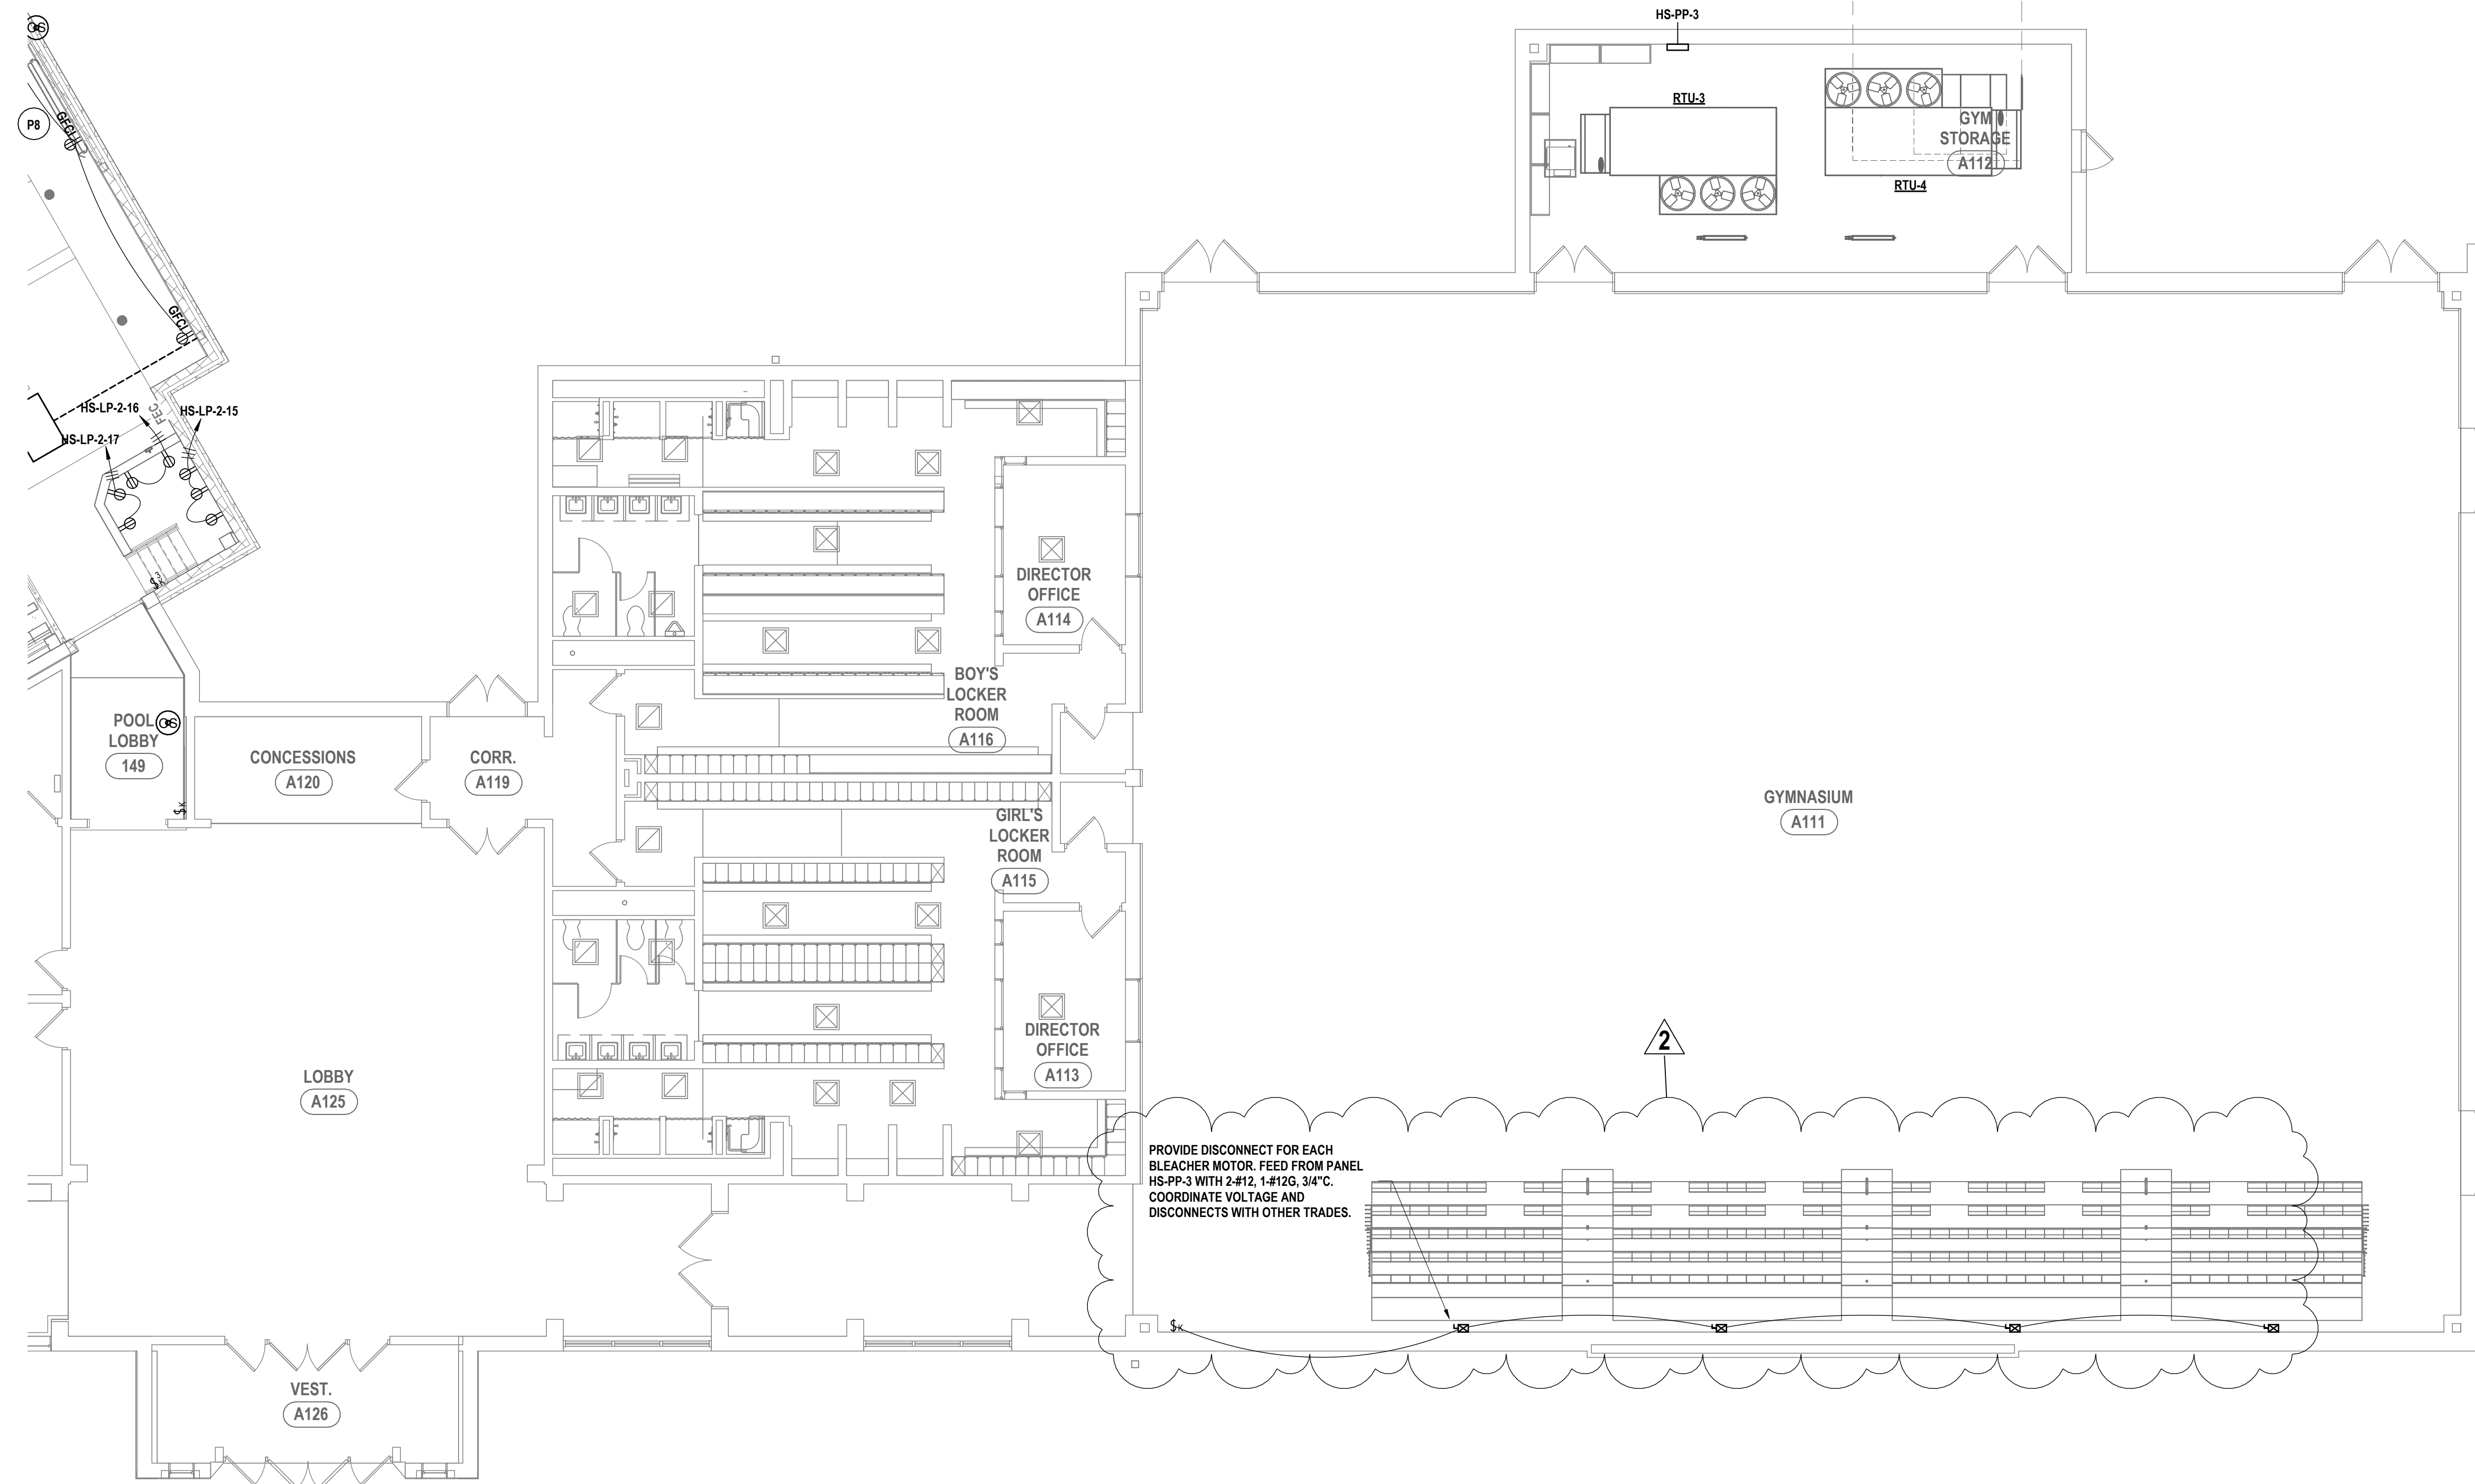 HS-PP-3
RTU-3
GYM
STORAGE
A112
RTU-4
P8
GFCI
GFCI
HS-LP-2-16
FEC
HS-LP-2-15
HS-LP-2-17
$3K
POOL
LOBBY
149
$K
CONCESSIONS
A120
CORR.
A119
DIRECTOR
OFFICE
A114
BOY'S
LOCKER
ROOM
A116
GIRL'S
LOCKER
ROOM
A115
GYMNASIUM
A111
DIRECTOR
OFFICE
A113
LOBBY
A125
2
PROVIDE DISCONNECT FOR EACH
BLEACHER MOTOR. FEED FROM PANEL
HS-PP-3 WITH 2-#12, 1-#12G, 3/4"C.
COORDINATE VOLTAGE AND
DISCONNECTS WITH OTHER TRADES.
$K
VEST.
A126